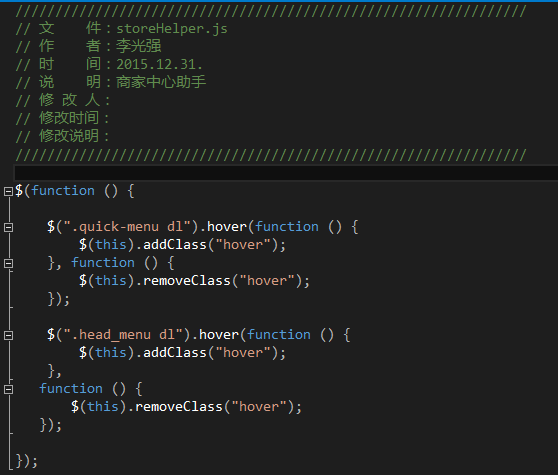 ////////////////////////////////////////////////////////////////
// 文　　件：storeHelper.js
// 作　　者：李光强
// 时　　间：2015.12.31.
// 说　　明：商家中心助手
// 修 改 人：
// 修改时间：
// 修改说明：
////////////////////////////////////////////////////////////////
$(function () {
    $(".quick-menu dl").hover(function () {
        $(this).addClass("hover");
    }, function () {
        $(this).removeClass("hover");
    });
    $(".head_menu dl").hover(function () {
        $(this).addClass("hover");
    },
   function () {
       $(this).removeClass("hover");
   });
});